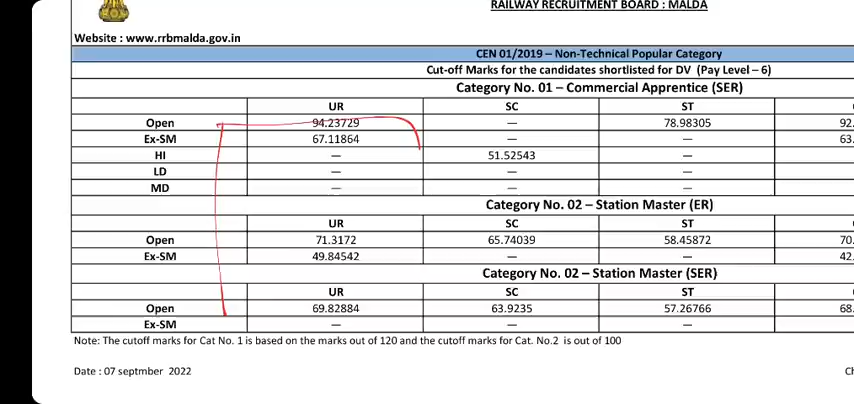 RAILWAY RECRUITMENT BOARD : MALDA
Website : www.rrbmalda.gov.in
CEN 01/2019 – Non-Technical Popular Category
Cut-off Marks for the candidates shortlisted for DV (Pay Level – 6)
Category No. 01 – Commercial Apprentice (SER)
UR SC ST
Open 94.23729 — 78.98305 92.
Ex-SM 67.11864 — — 63.
HI — 51.52543 —
LD — — —
MD — — —
Category No. 02 – Station Master (ER)
UR SC ST
Open 71.3172 65.74039 58.45872 70.
Ex-SM 49.84542 — — 42.
Category No. 02 – Station Master (SER)
UR SC ST
Open 69.82884 63.9235 57.26766 68.
Ex-SM — — —
Note: The cutoff marks for Cat No. 1 is based on the marks out of 120 and the cutoff marks for Cat. No.2 is out of 100
Date : 07 septmber 2022